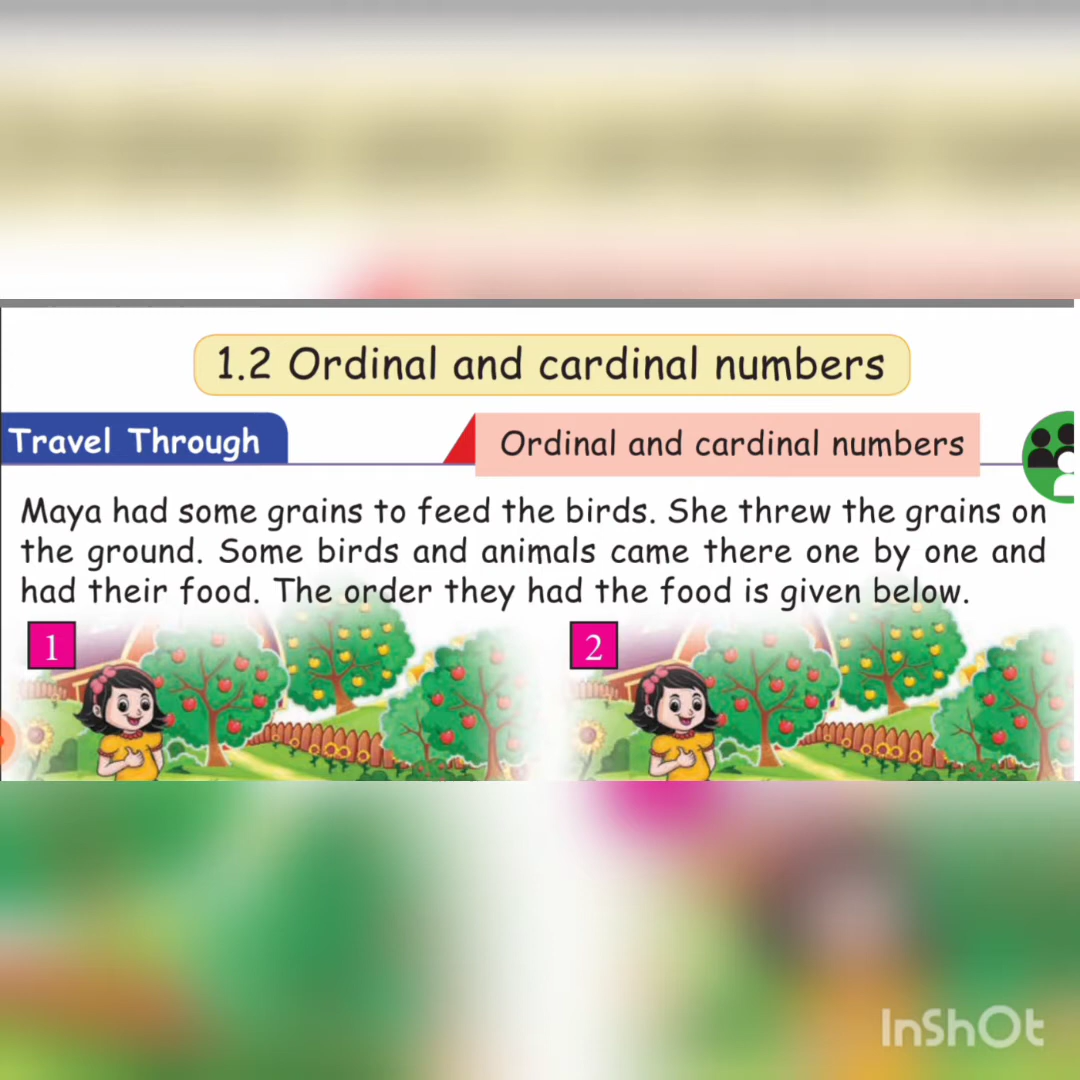 1.2 Ordinal and cardinal numbers
Travel Through
Ordinal and cardinal numbers
Maya had some grains to feed the birds. She threw the grains on
the ground. Some birds and animals came there one by one and
had their food. The order they had the food is given below.
1
2
InShOt